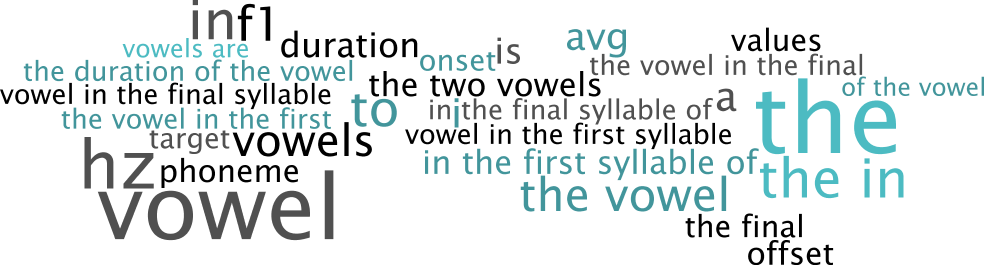 in
f1
duration
vowels are
onset
is
avg
values
the duration of the vowel
the two vowels
the vowel in the final
vowel in the final syllable
to
in
i
the final syllable of
a
of the vowel
the vowel in the first
target
vowels
vowel in the first syllable
the
hz
phoneme
in the first syllable of
the in
vowel
the vowel
the final
offset